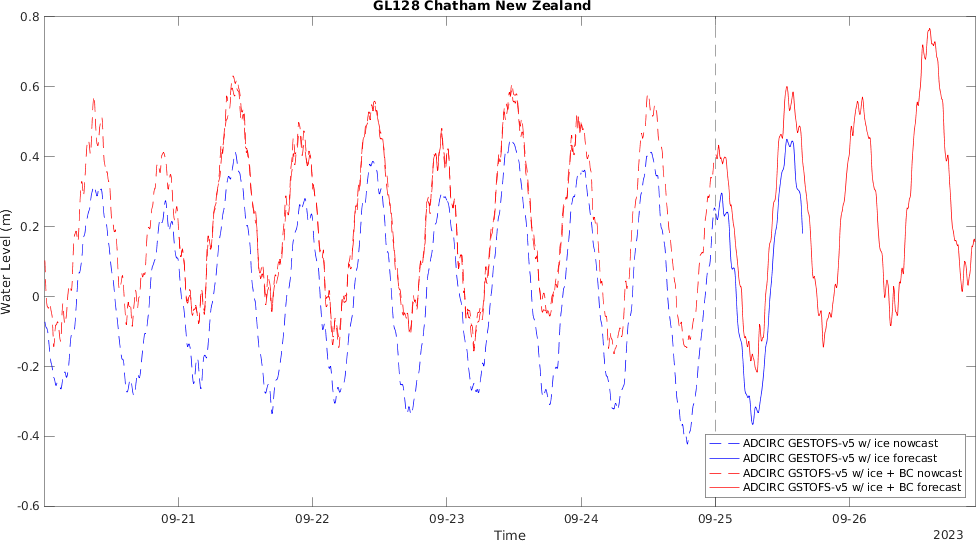 GL128 Chatham New Zealand
0.8
0.6
0.4
0.2
0
-0.2
-0.4
-0.6
Water Level (m)
09-21 09-22 09-23 09-24 09-25 09-26
Time
2023
ADCIRC GESTOFS-v5 w/ ice nowcast
ADCIRC GESTOFS-v5 w/ ice forecast
ADCIRC GSTOFS-v5 w/ ice + BC nowcast
ADCIRC GSTOFS-v5 w/ ice + BC forecast